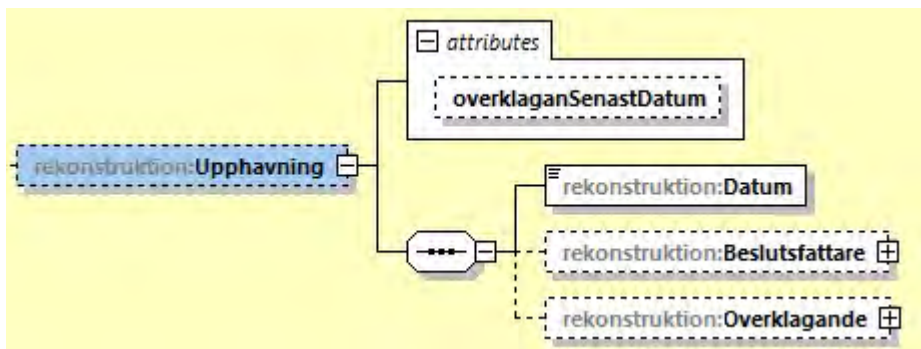 attributes
overklaganSenastDatum
rekonstruktion:Upphavning
rekonstruktion:Datum
rekonstruktion:Beslutsfattare
rekonstruktion:Overklagande